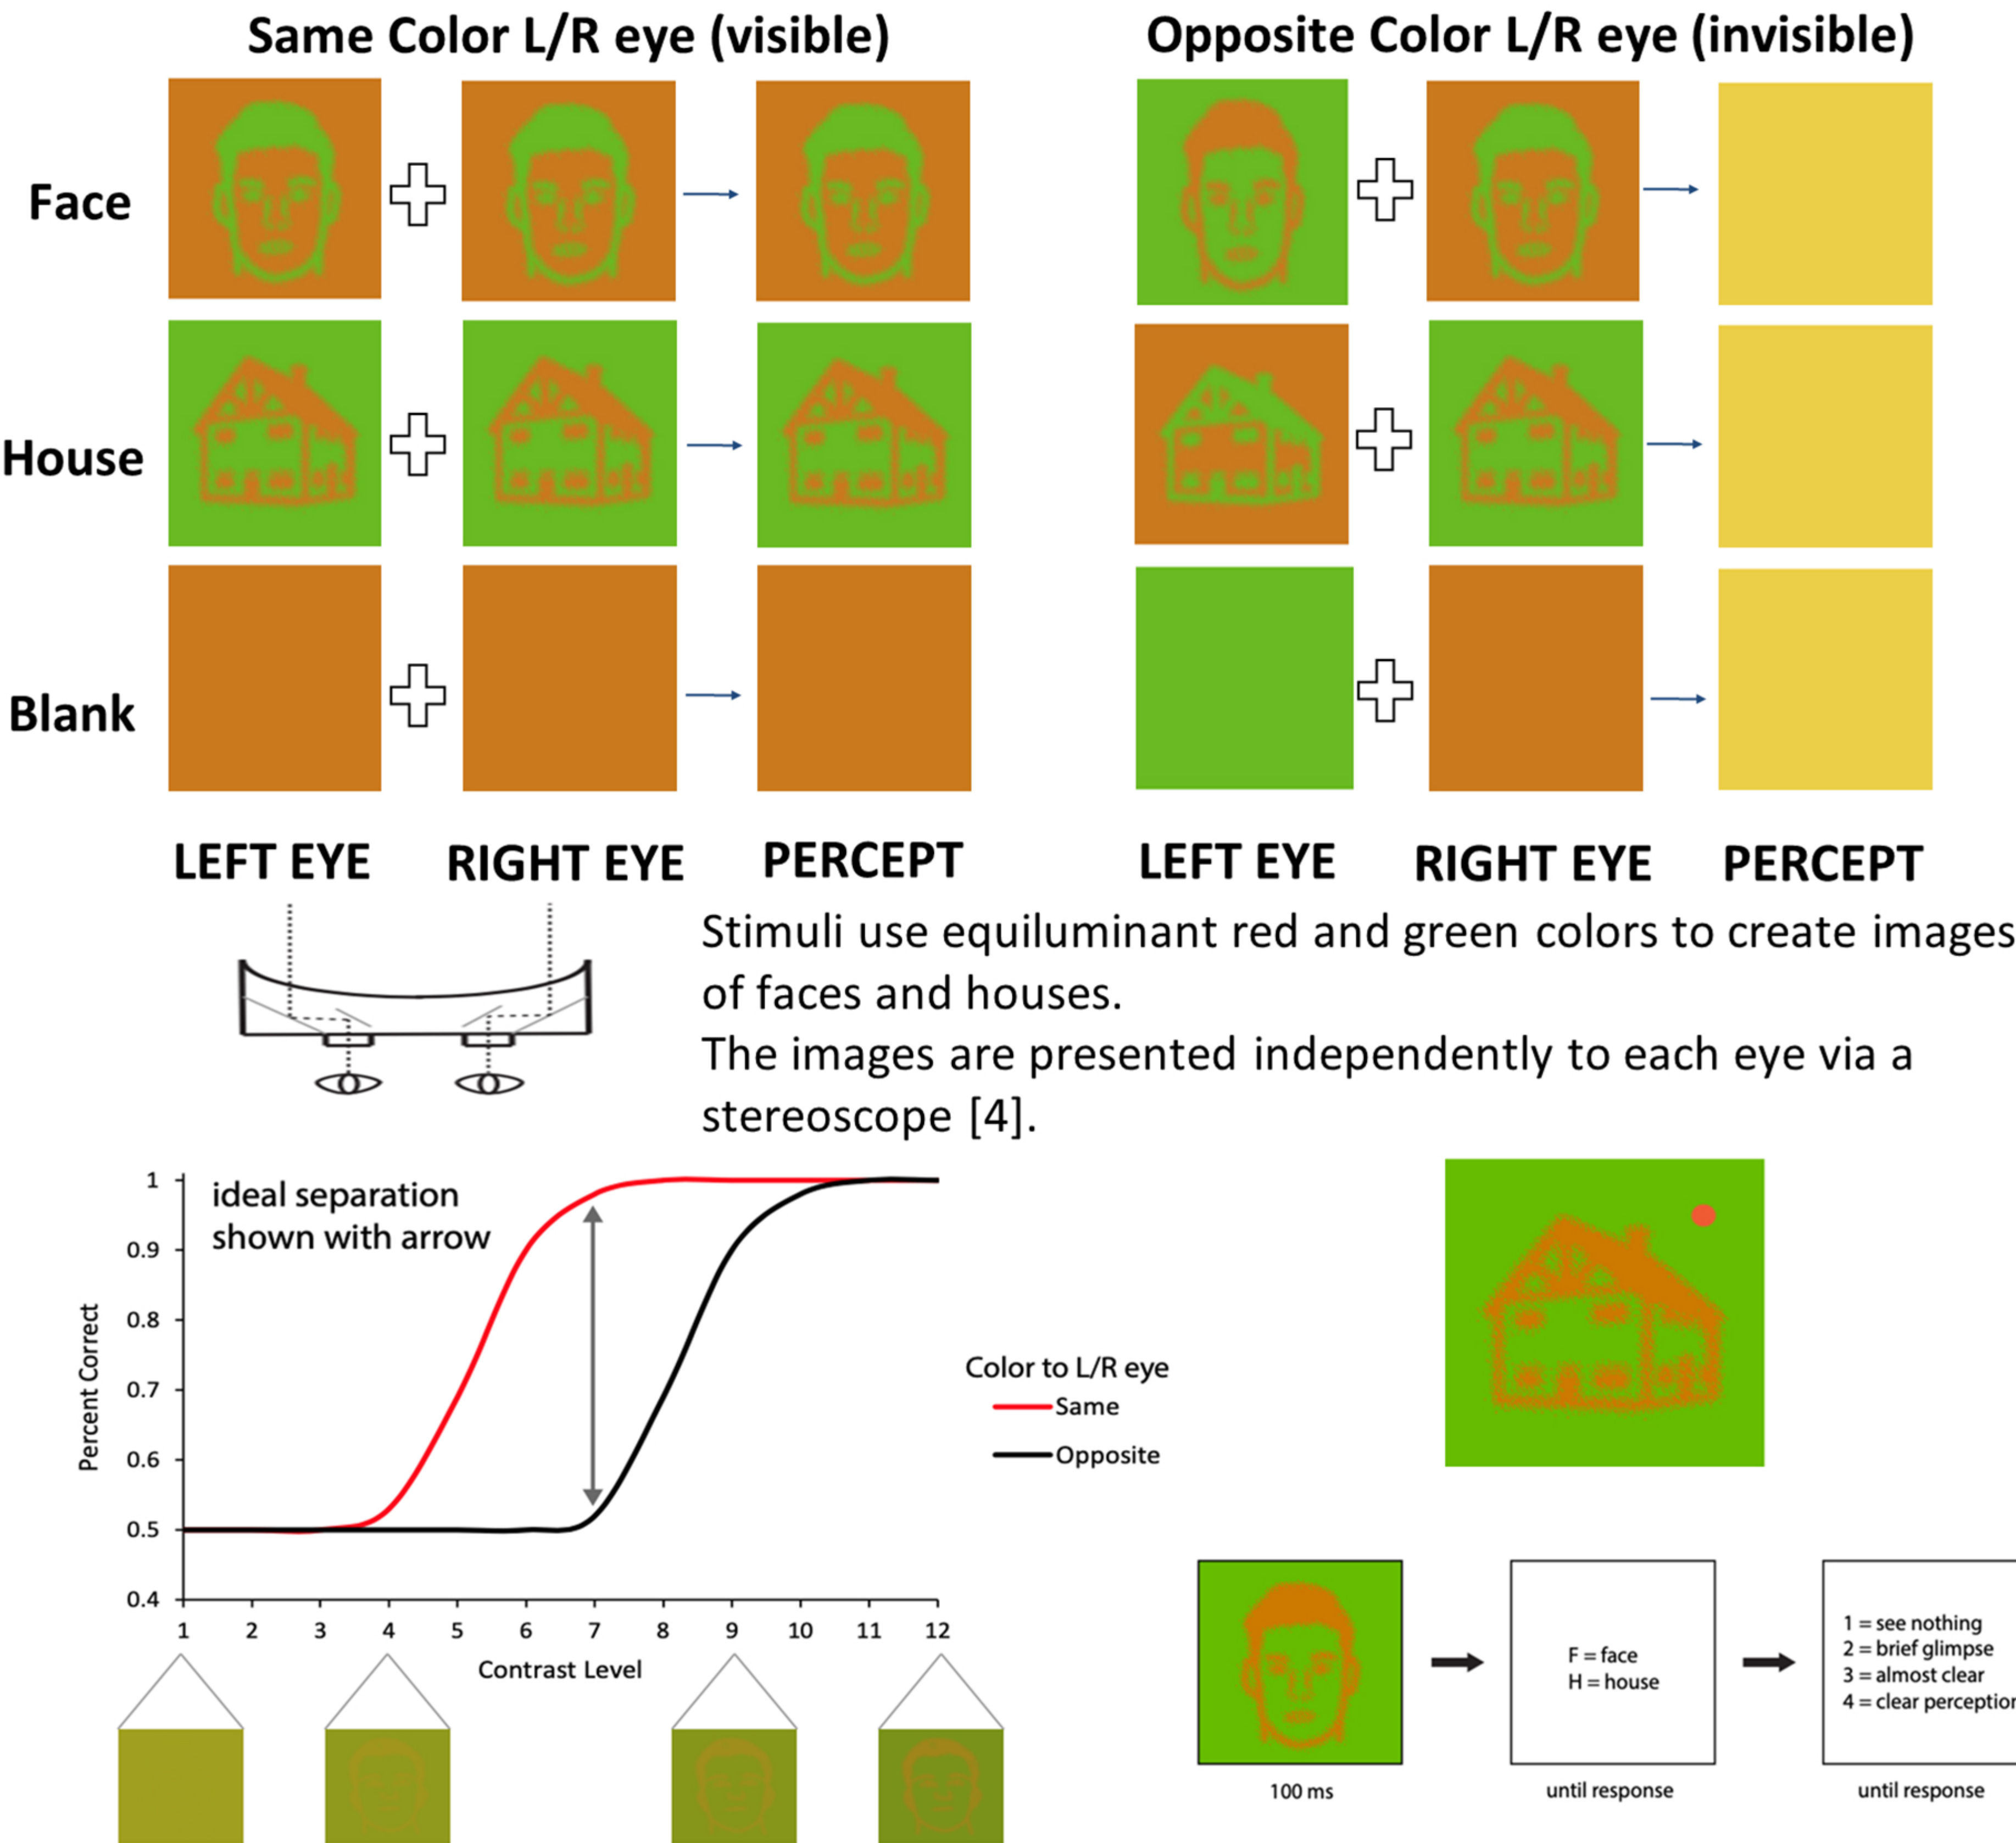 Same Color L/R eye (visible)
Opposite Color L/R eye (invisible)
Face
House
Blank
LEFT EYE
RIGHT EYE
PERCEPT
LEFT EYE
RIGHT EYE
PERCEPT
Stimuli use equiluminant red and green colors to create images
of faces and houses.
The images are presented independently to each eye via a
stereoscope [4].
ideal separation
shown with arrow
Percent Correct
1
0.9
0.8
0.7
0.6
0.5
0.4
1 2 3 4 5 6 7 8 9 10 11 12
Contrast Level
Color to L/R eye
Same
Opposite
F = face
H = house
1 = see nothing
2 = brief glimpse
3 = almost clear
4 = clear perception
100 ms
until response
until response